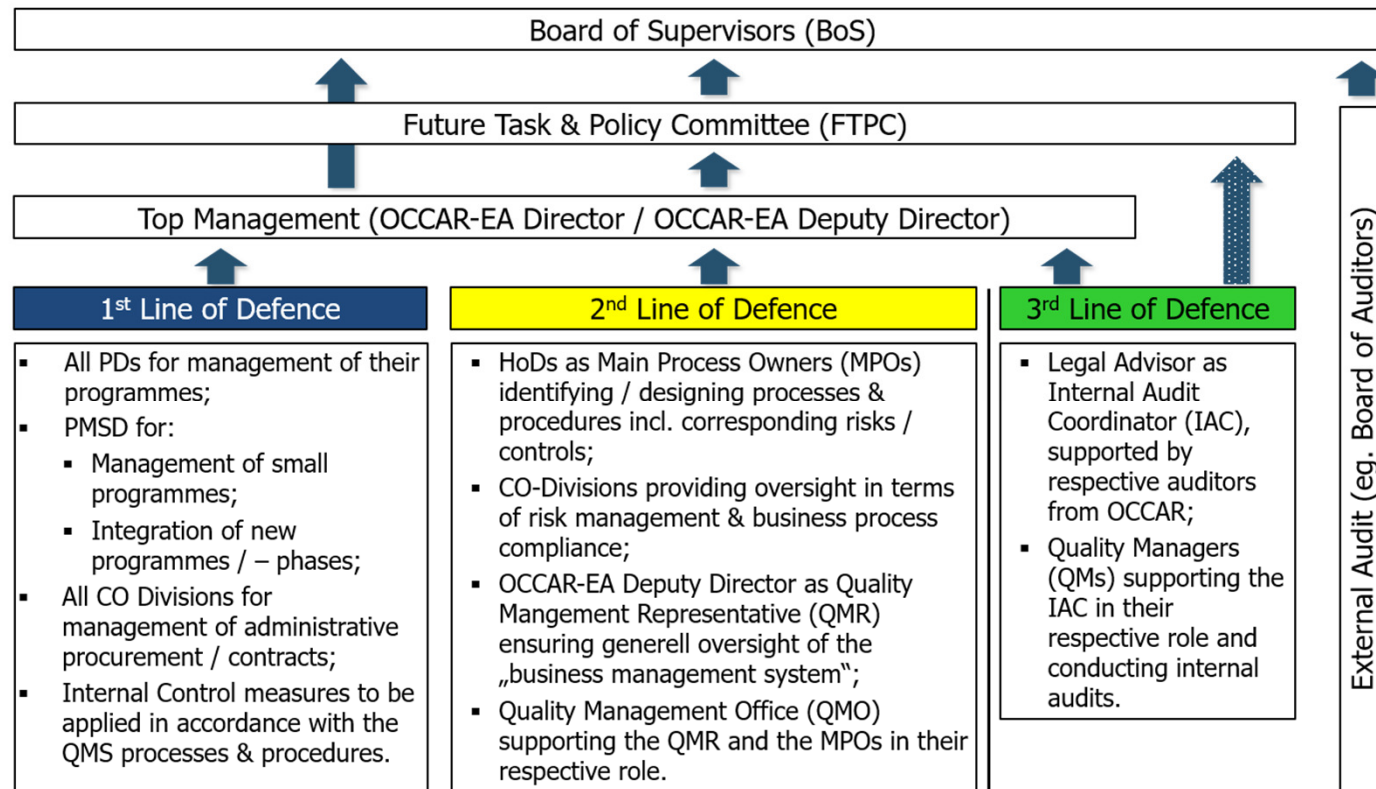 Board of Supervisors (BoS)
Future Task & Policy Committee (FTPC)
Top Management (OCCAR-EA Director / OCCAR-EA Deputy Director)
1st Line of Defence
▪ All PDs for management of their
programmes;
▪ PMSD for:
▪ Management of small
programmes;
▪ Integration of new
programmes / – phases;
▪ All CO Divisions for
management of administrative
procurement / contracts;
▪ Internal Control measures to be
applied in accordance with the
QMS processes & procedures.
2nd Line of Defence
▪ HoDs as Main Process Owners (MPOs)
identifying / designing processes &
procedures incl. corresponding risks /
controls;
▪ CO-Divisions providing oversight in terms
of risk management & business process
compliance;
▪ OCCAR-EA Deputy Director as Quality
Mangement Representative (QMR)
ensuring generell oversight of the
„business management system“;
▪ Quality Management Office (QMO)
supporting the QMR and the MPOs in their
respective role.
3rd Line of Defence
▪ Legal Advisor as
Internal Audit
Coordinator (IAC),
supported by
respective auditors
from OCCAR;
▪ Quality Managers
(QMs) supporting the
IAC in their
respective role and
conducting internal
audits.
External Audit (eg. Board of Auditors)